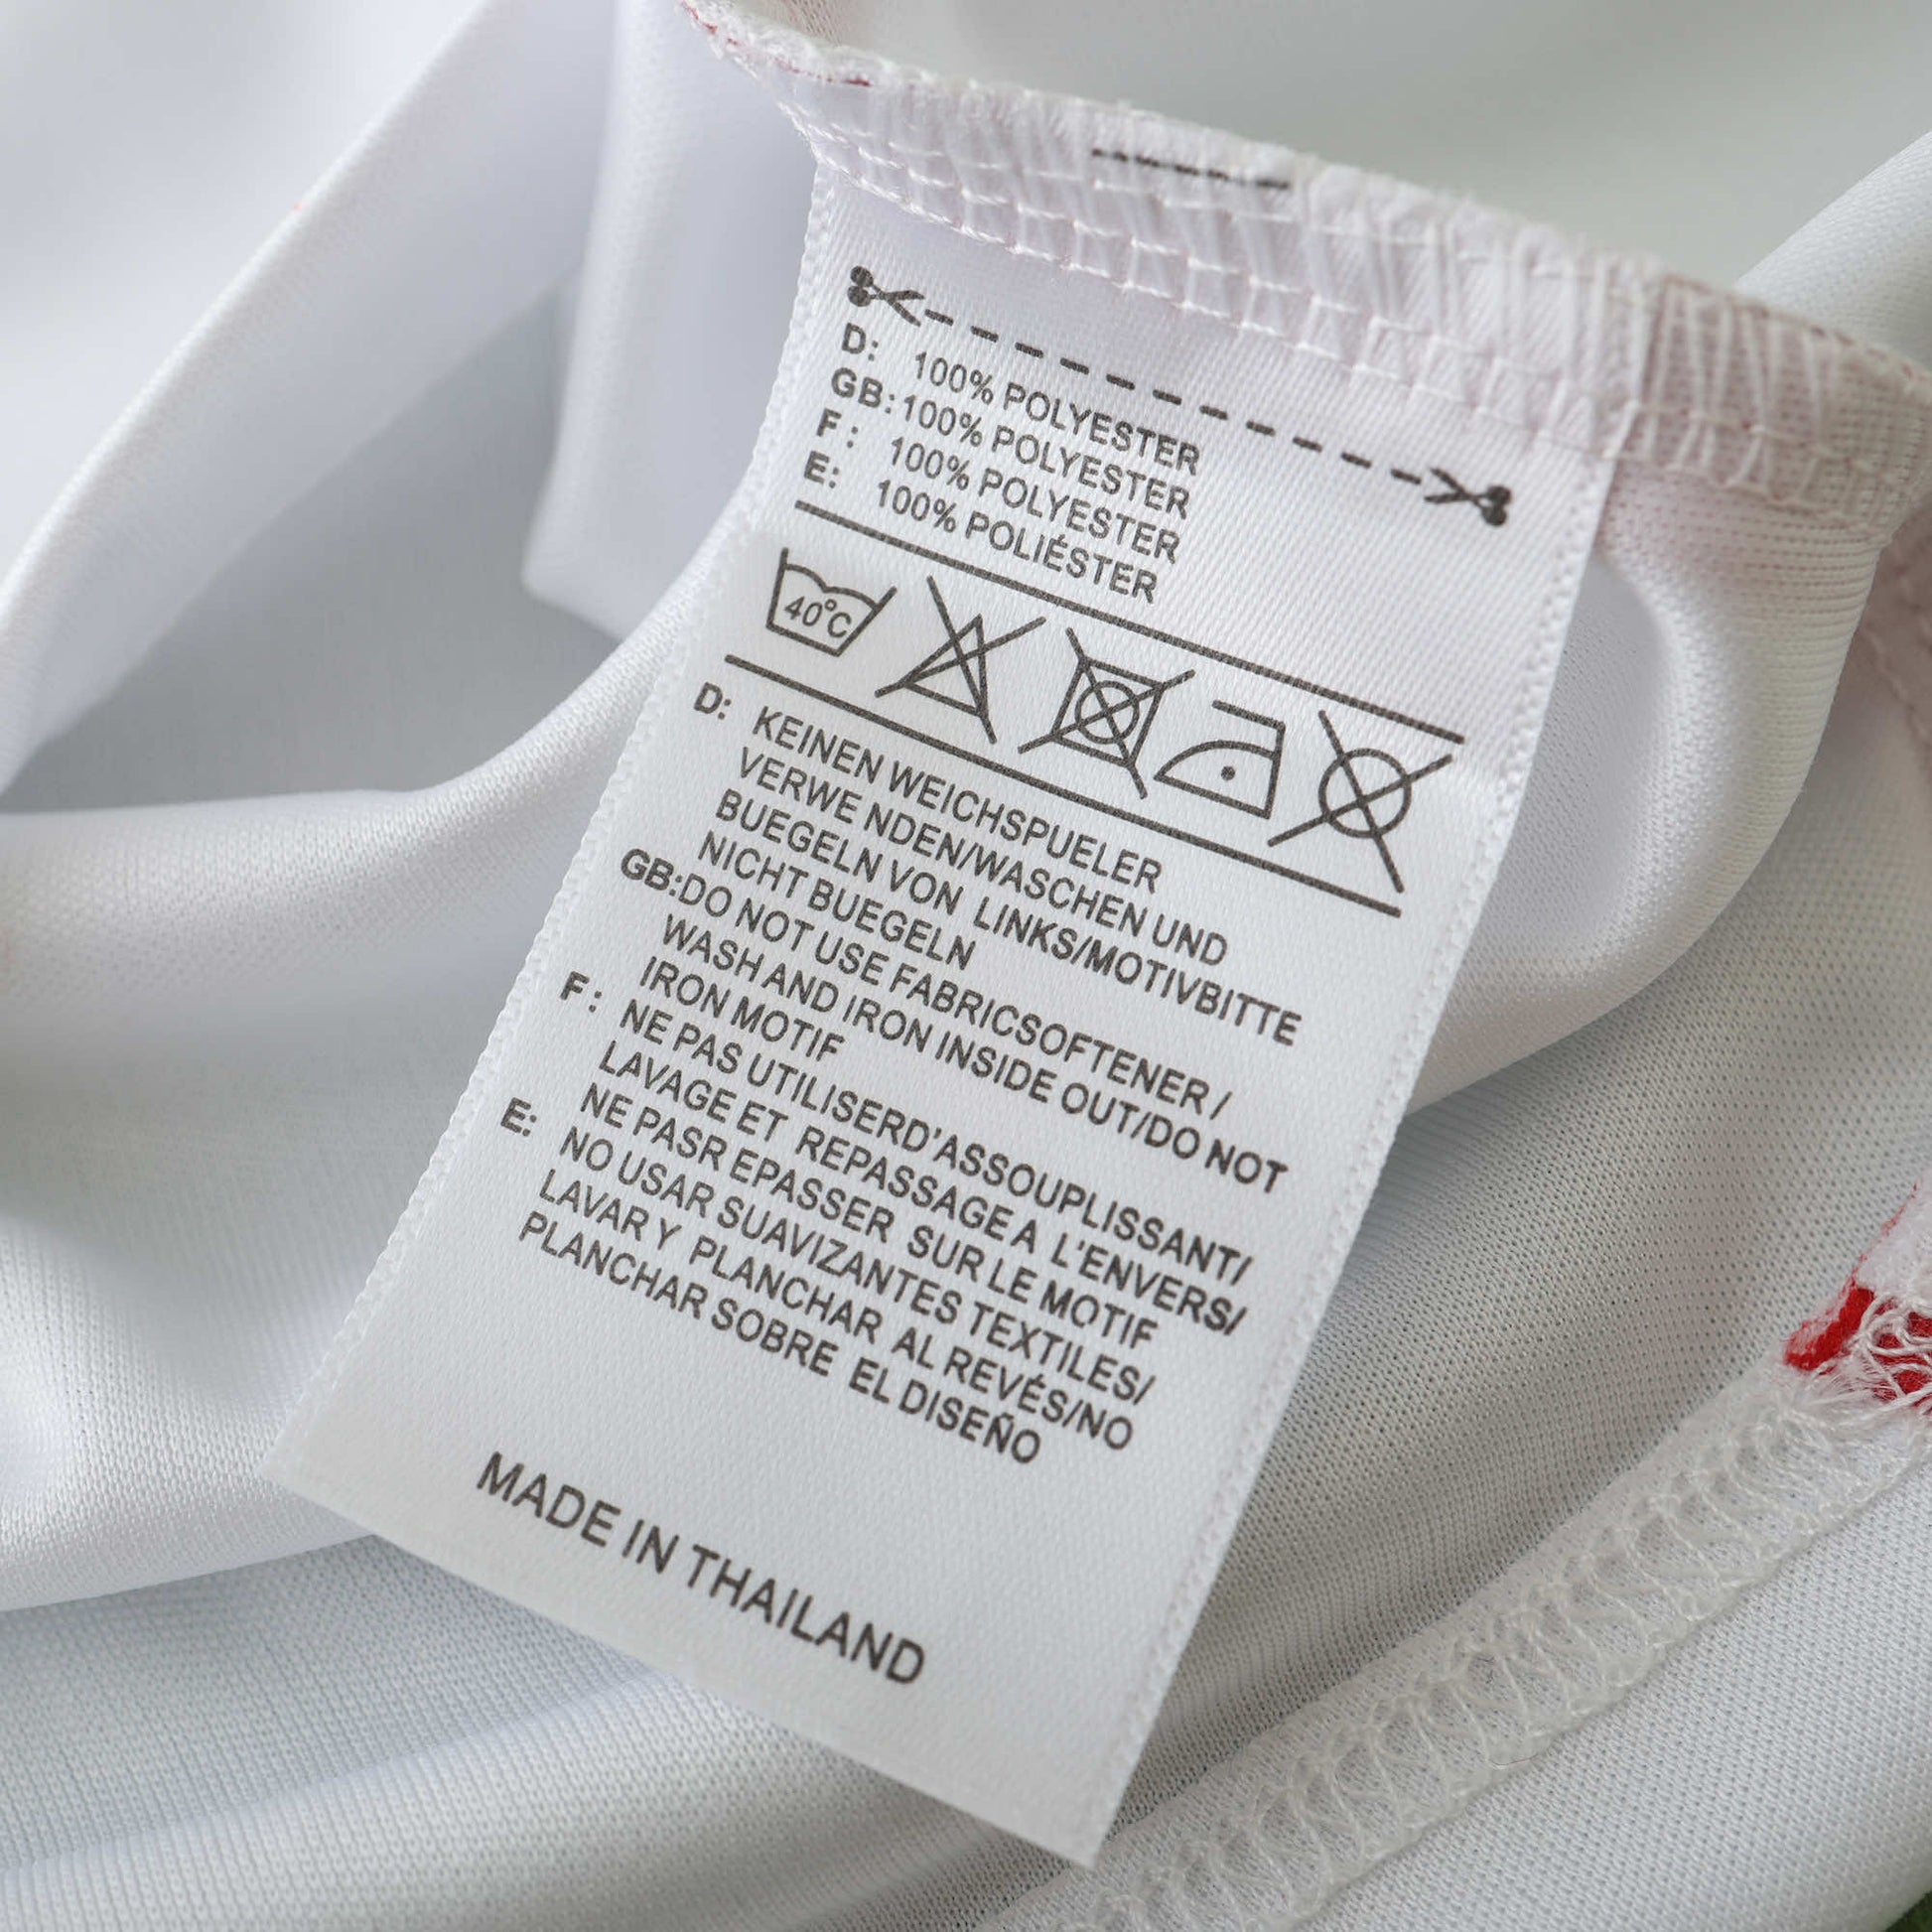 D: 100% POLYESTER
GB: 100% POLYESTER
F: 100% POLYESTER
E: 100% POLIÉSTER
40°C
D: KEINEN WEICHSPUELER
VERWE NDEN/WASCHEN UND
BUEGELN VON LINKS/MOTIVBITTE
NICHT BUEGELN
GB:DO NOT USE FABRICSOFTENER /
WASH AND IRON INSIDE OUT/DO NOT
IRON MOTIF
F: NE PAS UTILISERD'ASSOUPLISSANT/
LAVAGE ET REPASSAGE A L'ENVERS/
NE PASR EPASSER SUR LE MOTIF
E: NO USAR SUAVIZANTES TEXTILES/
LAVAR Y PLANCHAR AL REVÉS/NO
PLANCHAR SOBRE EL DISEÑO
MADE IN THAILAND